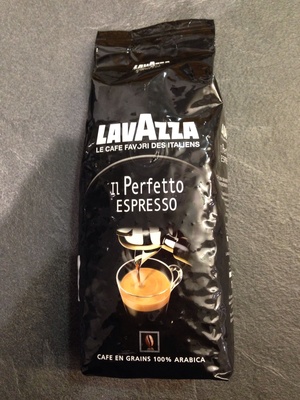 LAVAZZA
LAVAZZA
LE CAFE FAVORI DES ITALIENS
Il Perfetto
ESPRESSO
CAFE EN GRAINS 100% ARABICA